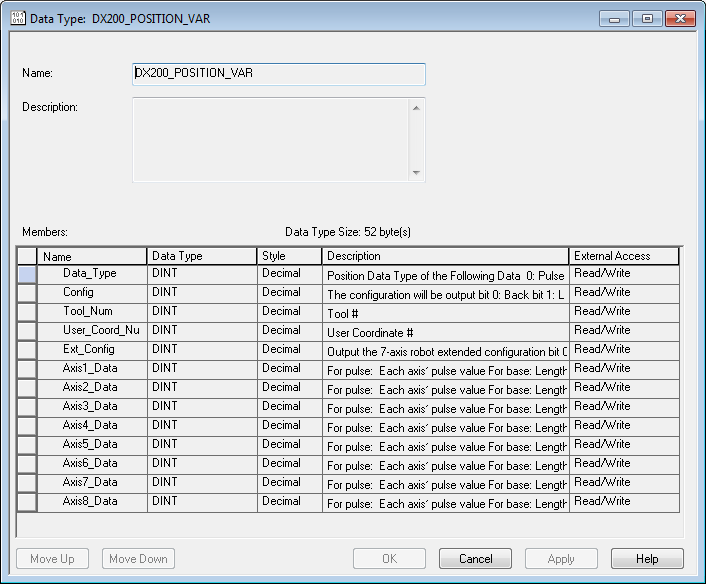 Data Type: DX200_POSITION_VAR
Name:
DX200_POSITION_VAR
Description:
Members:
Data Type Size: 52 byte(s)
Name Data Type Style Description External Access
Data_Type DINT Decimal Position Data Type of the Following Data 0: Pulse Read/Write
Config DINT Decimal The configuration will be output bit 0: Back bit 1: L Read/Write
Tool_Num DINT Decimal Tool # Read/Write
User_Coord_Nu DINT Decimal User Coordinate # Read/Write
Ext_Config DINT Decimal Output the 7-axis robot extended configuration bit 0 Read/Write
Axis1_Data DINT Decimal For pulse: Each axis' pulse value For base: Length Read/Write
Axis2_Data DINT Decimal For pulse: Each axis' pulse value For base: Length Read/Write
Axis3_Data DINT Decimal For pulse: Each axis' pulse value For base: Length Read/Write
Axis4_Data DINT Decimal For pulse: Each axis' pulse value For base: Length Read/Write
Axis5_Data DINT Decimal For pulse: Each axis' pulse value For base: Length Read/Write
Axis6_Data DINT Decimal For pulse: Each axis' pulse value For base: Length Read/Write
Axis7_Data DINT Decimal For pulse: Each axis' pulse value For base: Length Read/Write
Axis8_Data DINT Decimal For pulse: Each axis' pulse value For base: Length Read/Write
Move Up Move Down OK Cancel Apply Help